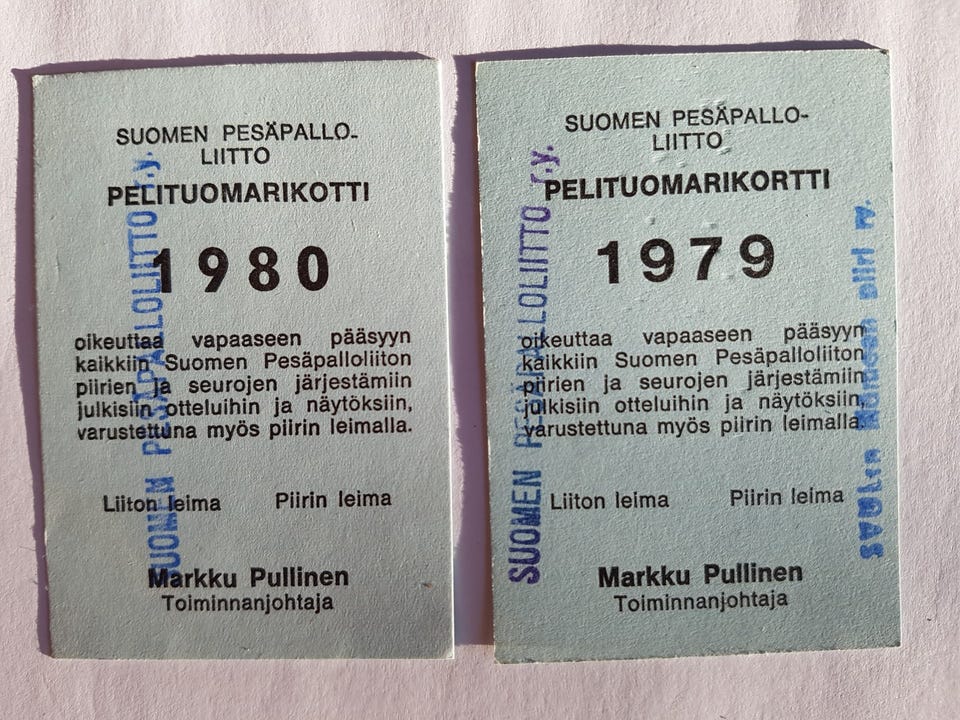 SUOMEN PESÄPALLO-
LIITTO
PELITUOMARIKOTTI
1980
oikeuttaa vapaaseen pääsyyn
kaikkiin Suomen Pesäpalloliiton
piirien ja seurojen järjestämiin
julkisiin otteluihin ja näytöksiin,
varustettuna myös piirin leimalla.
Liiton leima Piirin leima
Markku Pullinen
Toiminnanjohtaja
SUOMEN PESÄPALLOLIITTO r.y.
SUOMEN PESÄPALLO-
LIITTO
PELITUOMARIKORTTI
1979
oikeuttaa vapaaseen pääsyyn
kaikkiin Suomen Pesäpalloliiton
piirien ja seurojen järjestämiin
julkisiin otteluihin ja näytöksiin,
varustettuna myös piirin leimalla.
Liiton leima Piirin leima
Markku Pullinen
Toiminnanjohtaja
SUOMEN PESÄPALLOLIITTO r.y.
piiri